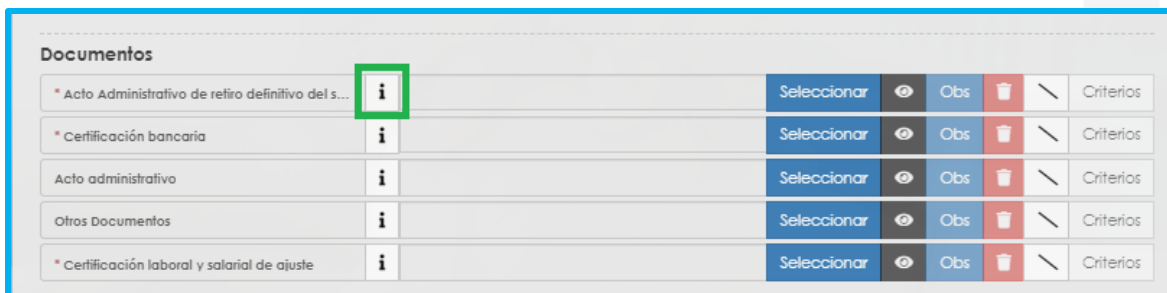 Documentos
* Acto Administrativo de retiro definitivo del s... i Seleccionar Obs Criterios
* Certificación bancaria i Seleccionar Obs Criterios
Acto administrativo i Seleccionar Obs Criterios
Otros Documentos i Seleccionar Obs Criterios
* Certificación laboral y salarial de ajuste i Seleccionar Obs Criterios